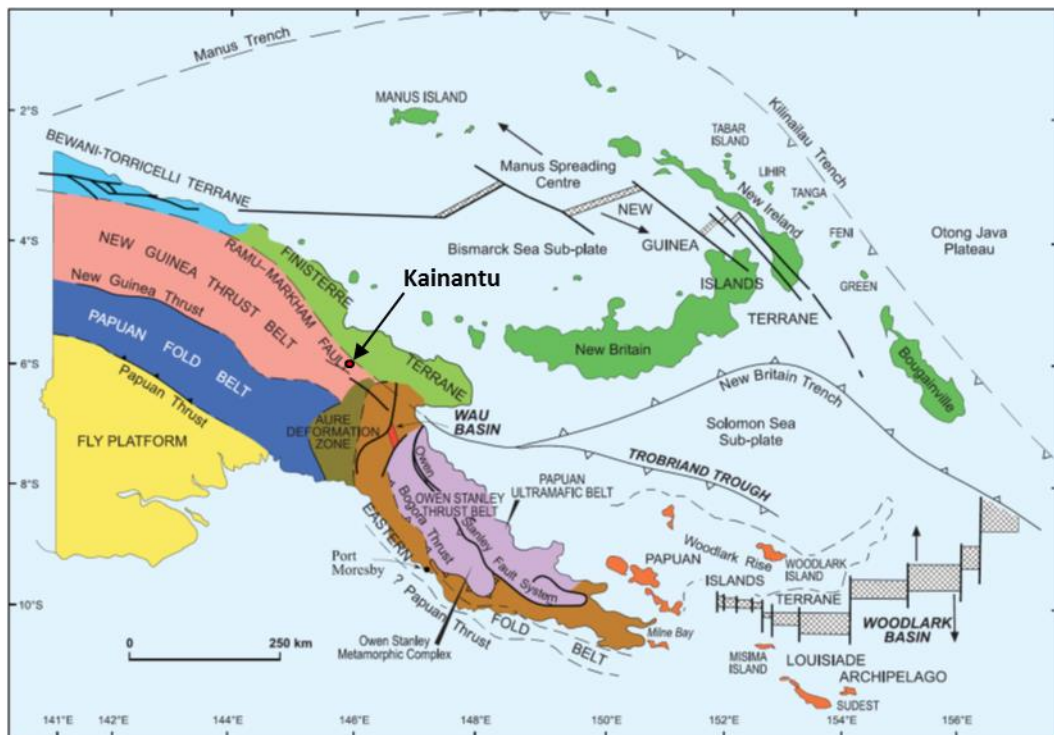 Manus Trench
Kilinailau Trench
2°S
4°S
6°S
8°S
10°S
MANUS ISLAND
TABAR
ISLAND
LIHIR
TANGA
FENI
GREEN
BEWANI-TORRICELLI TERRANE
Manus Spreading
Centre
NEW
GUINEA
ISLANDS
TERRANE
New Ireland
Otong Java
Plateau
Bismarck Sea Sub-plate
NEW GUINEA THRUST BELT
RAMU-MARKHAM FAULT
FINISTERRE
TERRANE
Kainantu
New Guinea Thrust
PAPUAN FOLD BELT
Papuan Thrust
FLY PLATFORM
New Britain
Bougainville
New Britain Trench
Solomon Sea
Sub-plate
AURE
DEFORMATION
ZONE
WAU
BASIN
TROBRIAND TROUGH
PAPUAN
ULTRAMAFIC BELT
OWEN STANLEY
THRUST BELT
Owen Stanley Fault System
Bogora Thrust
EASTERN
FOLD
BELT
? Papuan Thrust
Port
Moresby
Owen Stanley
Metamorphic Complex
Woodlark Rise
WOODLARK
ISLAND
PAPUAN
ISLANDS
TERRANE
WOODLARK
BASIN
Milne Bay
MISIMA
ISLAND
LOUISIADE
ARCHIPELAGO
SUDEST
0
250 km
141°E
142°E
144°E
146°E
148°E
150°E
152°E
154°E
156°E